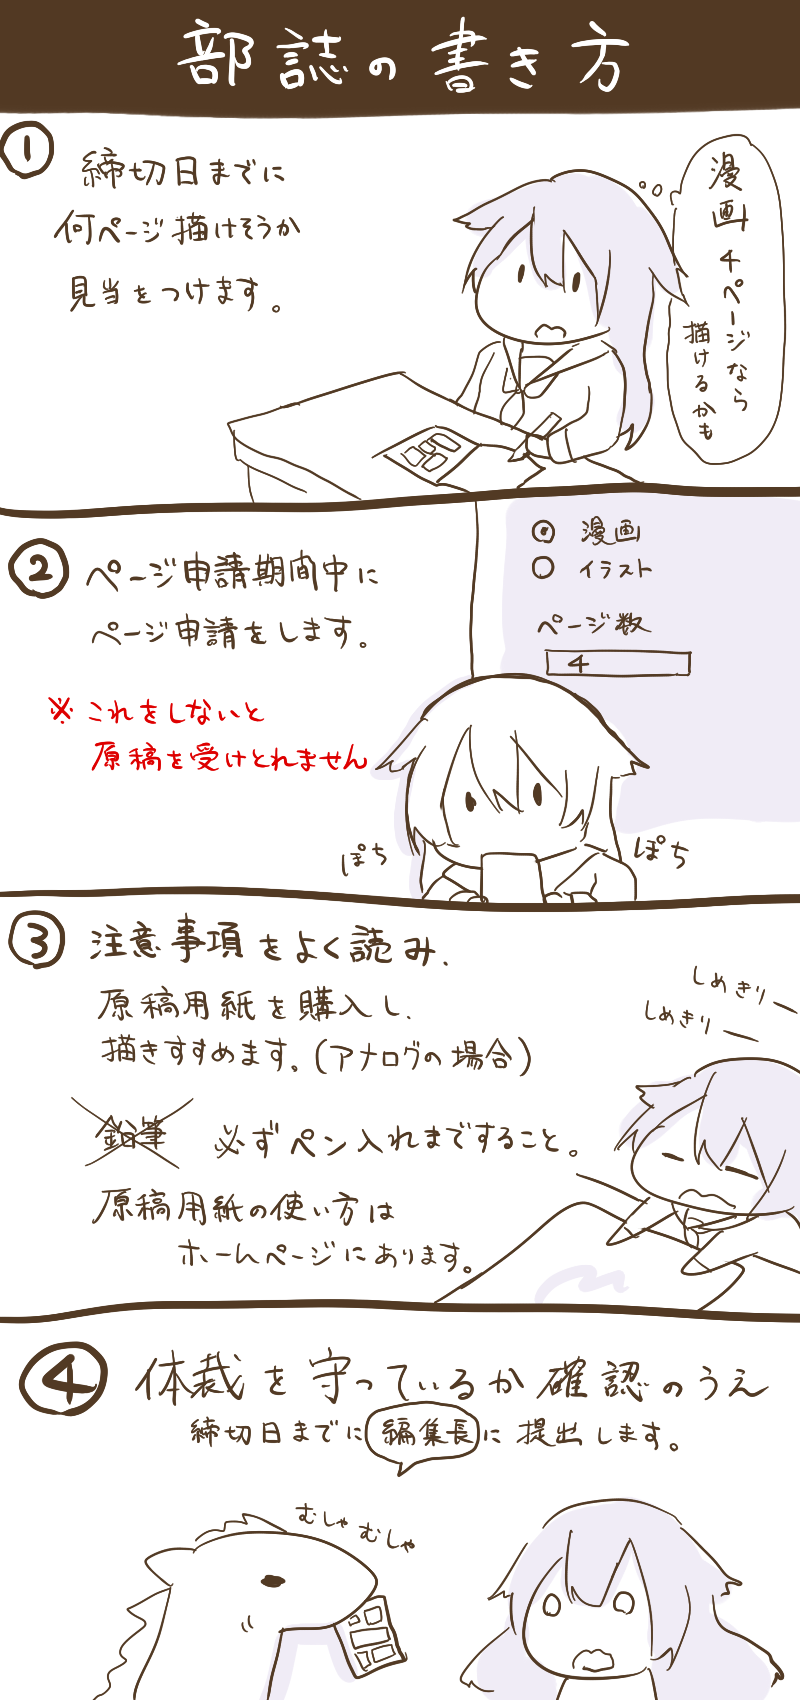 部誌の書き方
①
締切日までに
何ページ描けそうか
見当をつけます。
漫画
4ページなら
描けるかも
②
ページ申請期間中に
ページ申請をします。
※これをしないと
原稿を受けとれません
漫画
イラスト
ページ数
4
ぽち
ぽち
③
注意事項をよく読み、
原稿用紙を購入し、
描きすすめます。(アナログの場合)
鉛筆 必ずペン入れまですること。
原稿用紙の使い方は
ホームページにあります。
しめきりー
しめきりー
④
体裁を守っているか確認のうえ
締切日までに編集長に提出します。
むしゃ
むしゃ